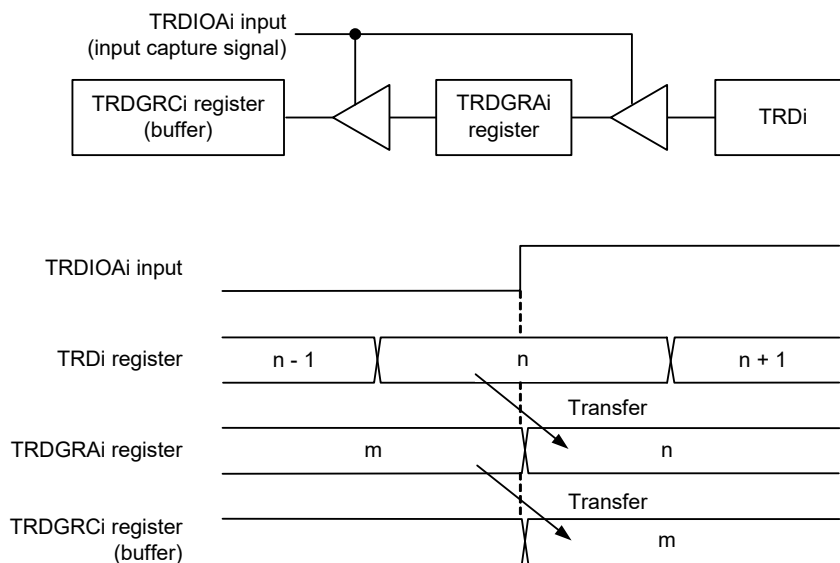 TRDIOAi input
(input capture signal)
TRDGRCi register
(buffer)
TRDGRAi
register
TRDi
TRDIOAi input
TRDi register
n - 1
n
n + 1
Transfer
TRDGRAi register
m
n
Transfer
TRDGRCi register
(buffer)
m